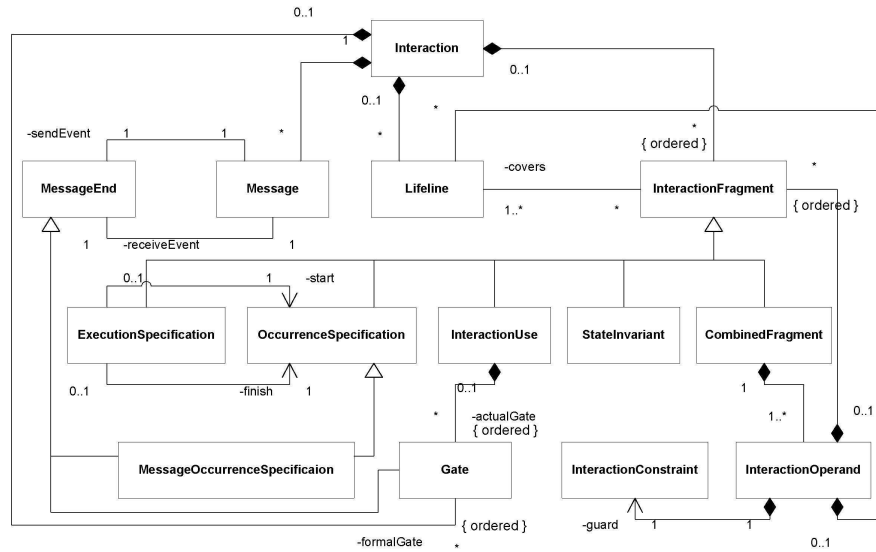 0..1
1
Interaction
0..1
0..1
*
-sendEvent
1
1
*
*
*
{ ordered }
*
MessageEnd
Message
Lifeline
-covers
InteractionFragment
1..*
*
{ ordered }
1
-receiveEvent
1
0..1
1
-start
ExecutionSpecification
OccurrenceSpecification
InteractionUse
StateInvariant
CombinedFragment
0..1
-finish
1
0..1
1
*
-actualGate
{ ordered }
1..*
0..1
MessageOccurrenceSpecificaion
Gate
InteractionConstraint
InteractionOperand
{ ordered }
-guard
1
1
-formalGate
*
0..1